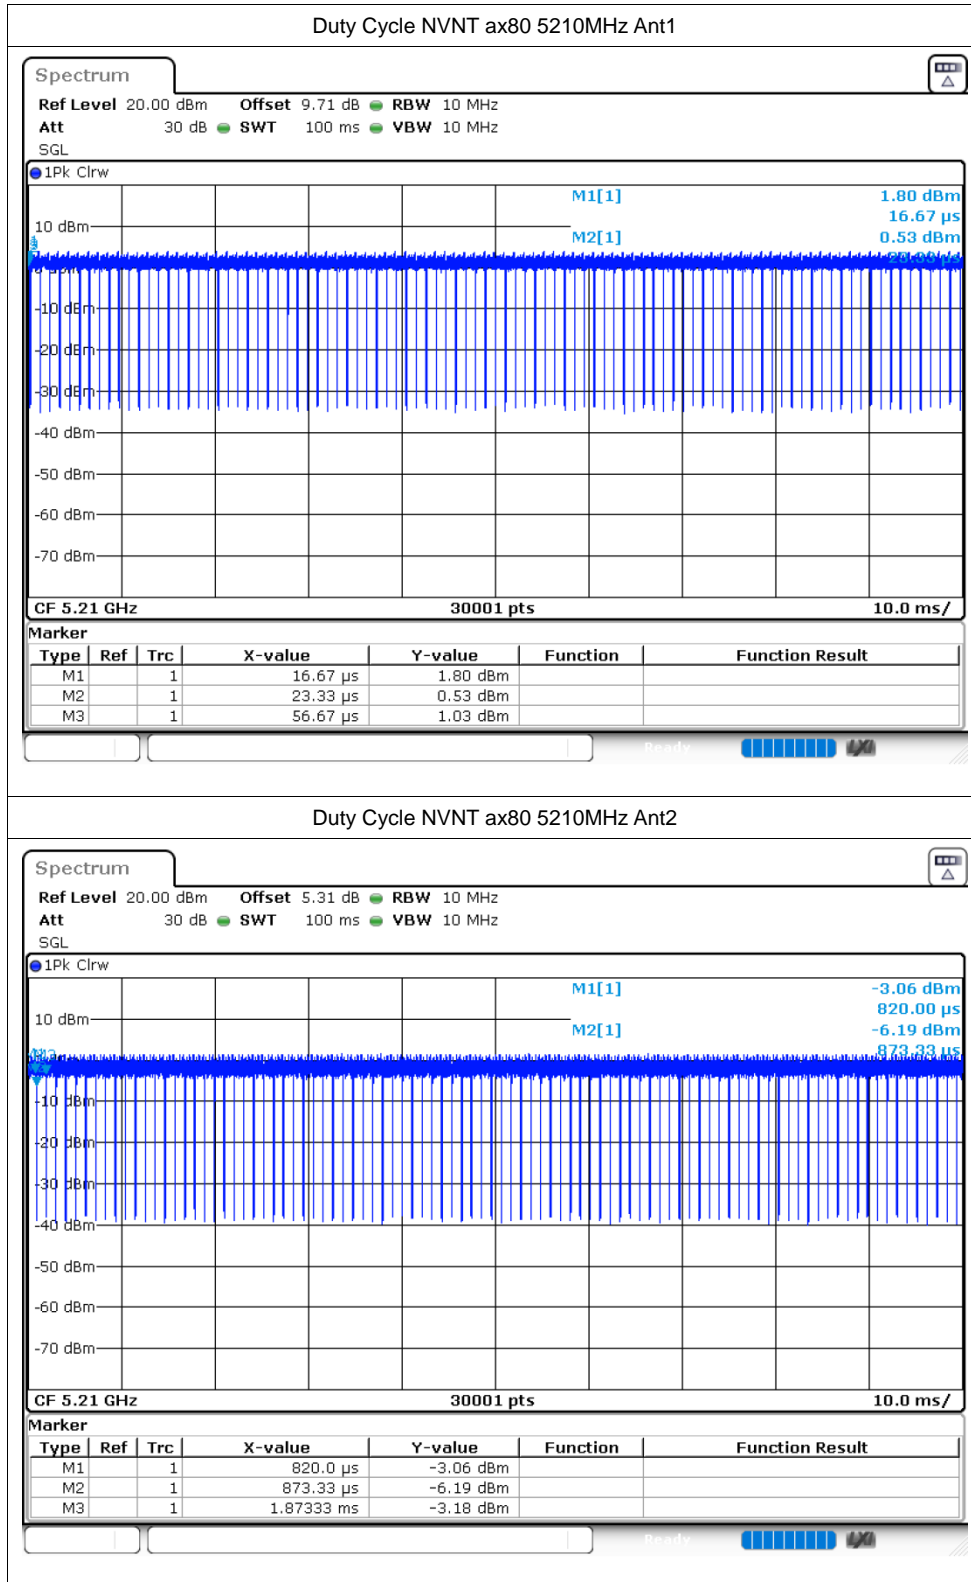 Duty Cycle NVNT ax80 5210MHz Ant1
Spectrum
Ref Level 20.00 dBm Offset 9.71 dB RBW 10 MHz
Att 30 dB SWT 100 ms VBW 10 MHz
SGL
1Pk Clrw
M1[1] 1.80 dBm
16.67 µs
10 dBm
M2[1] 0.53 dBm
23.33 µs
-10 dBm
-20 dBm
-30 dBm
-40 dBm
-50 dBm
-60 dBm
-70 dBm
CF 5.21 GHz 30001 pts 10.0 ms/
Marker
Type Ref Trc X-value Y-value Function Function Result
M1 1 16.67 µs 1.80 dBm
M2 1 23.33 µs 0.53 dBm
M3 1 56.67 µs 1.03 dBm
Ready LXI
Duty Cycle NVNT ax80 5210MHz Ant2
Spectrum
Ref Level 20.00 dBm Offset 5.31 dB RBW 10 MHz
Att 30 dB SWT 100 ms VBW 10 MHz
SGL
1Pk Clrw
M1[1] -3.06 dBm
820.00 µs
10 dBm
M2[1] -6.19 dBm
873.33 µs
-10 dBm
-20 dBm
-30 dBm
-40 dBm
-50 dBm
-60 dBm
-70 dBm
CF 5.21 GHz 30001 pts 10.0 ms/
Marker
Type Ref Trc X-value Y-value Function Function Result
M1 1 820.0 µs -3.06 dBm
M2 1 873.33 µs -6.19 dBm
M3 1 1.87333 ms -3.18 dBm
Ready LXI